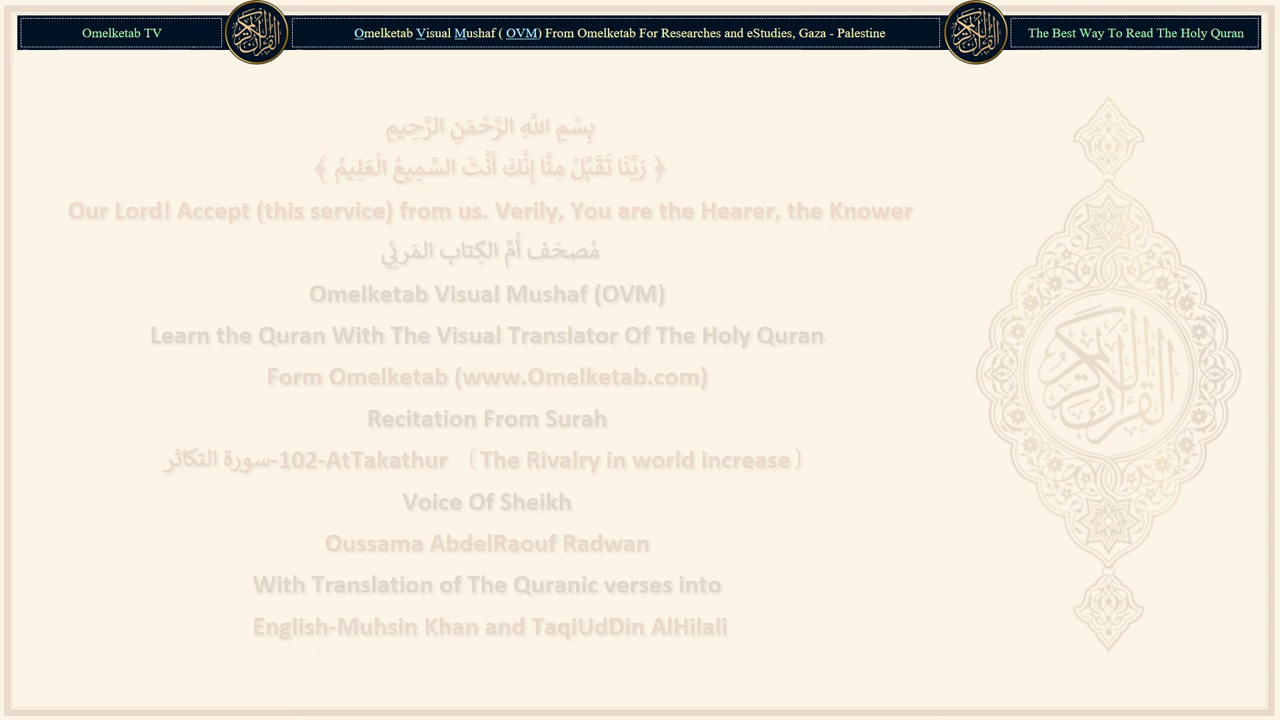 Omelketab TV
Omelketab Visual Mushaf ( OVM) From Omelketab For Researches and eStudies, Gaza - Palestine
The Best Way To Read The Holy Quran
بِسْمِ اللَّهِ الرَّحْمَنِ الرَّحِيمِ
﴿ رَبَّنَا تَقَبَّلْ مِنَّا إِنَّكَ أَنْتَ السَّمِيعُ الْعَلِيمُ ﴾
Our Lord! Accept (this service) from us. Verily, You are the Hearer, the Knower
مُصحَف أُمِّ الكِتابِ المَرئِي
Omelketab Visual Mushaf (OVM)
Learn the Quran With The Visual Translator Of The Holy Quran
Form Omelketab (www.Omelketab.com)
Recitation From Surah
سورة التكاثر-102-AtTakathur 〔The Rivalry in world increase〕
Voice Of Sheikh
Oussama AbdelRaouf Radwan
With Translation of The Quranic verses into
English-Muhsin Khan and TaqiUdDin AlHilali
القرآن الكريم